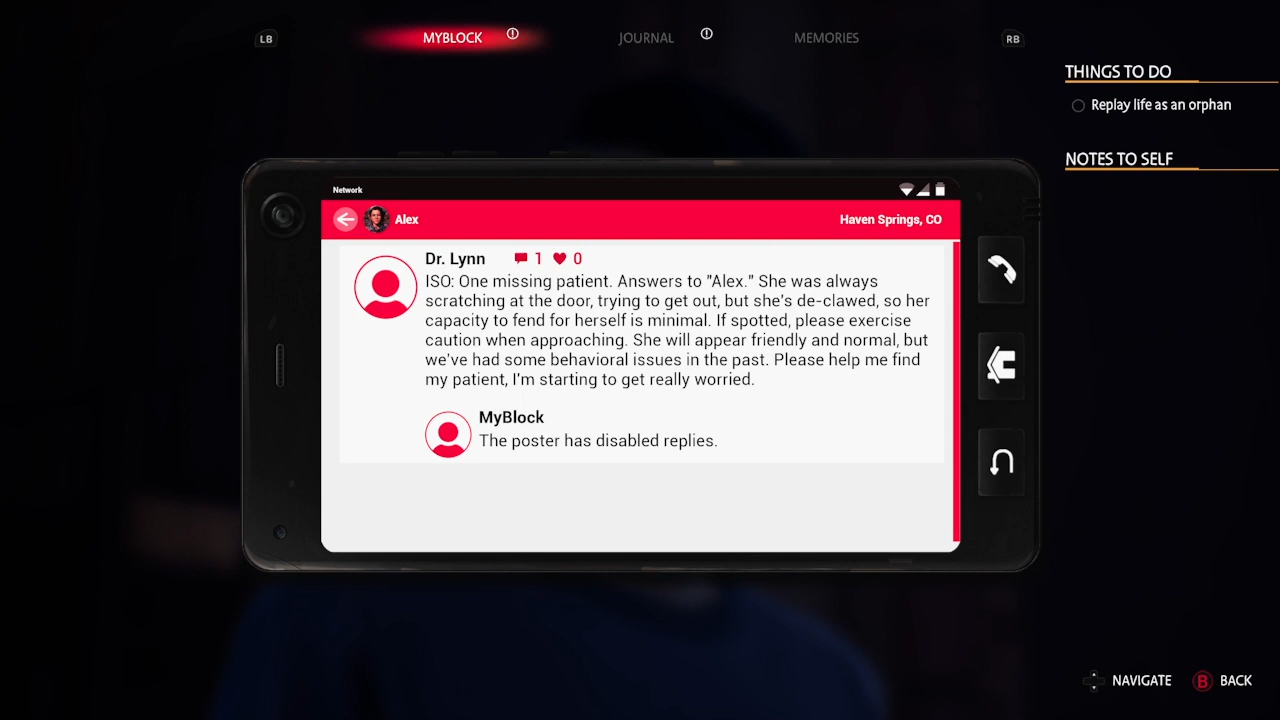 LB
MYBLOCK
JOURNAL
MEMORIES
RB
THINGS TO DO
Replay life as an orphan
NOTES TO SELF
Network
Alex
Haven Springs, CO
Dr. Lynn 1 0
ISO: One missing patient. Answers to "Alex." She was always
scratching at the door, trying to get out, but she's de-clawed, so her
capacity to fend for herself is minimal. If spotted, please exercise
caution when approaching. She will appear friendly and normal, but
we've had some behavioral issues in the past. Please help me find
my patient, I'm starting to get really worried.
MyBlock
The poster has disabled replies.
NAVIGATE
B BACK